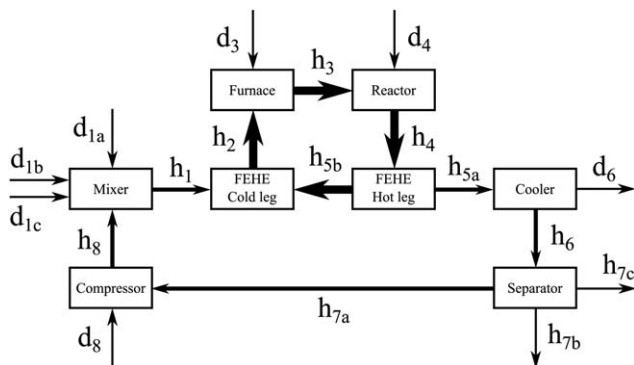 d3
d4
h3
Furnace
Reactor
d1a
h2
h4
d1b
h5b
h1
FEHE
Cold leg
FEHE
Hot leg
h5a
Mixer
Cooler
d6
d1c
h8
h6
h7c
Compressor
Separator
h7a
d8
h7b